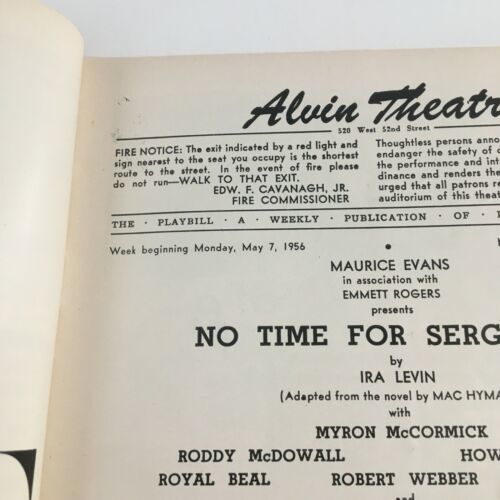 Alvin Theatr
520 West 52nd Street
FIRE NOTICE: The exit indicated by a red light and
sign nearest to the seat you occupy is the shortest
route to the street. In the event of fire please
do not run—WALK TO THAT EXIT.
EDW. F. CAVANAGH, JR.
FIRE COMMISSIONER
Thoughtless persons anno
endanger the safety of o
the performance and int
dinance and renders the
urged that all patrons re
auditorium of this theat
THE · PLAYBILL · A · WEEKLY · PUBLICATION · OF ·
Week beginning Monday, May 7, 1956
MAURICE EVANS
in association with
EMMETT ROGERS
presents
NO TIME FOR SERG
by
IRA LEVIN
(Adapted from the novel by MAC HYMA
with
MYRON McCORMICK
RODDY McDOWALL HOW
ROYAL BEAL ROBERT WEBBER
and